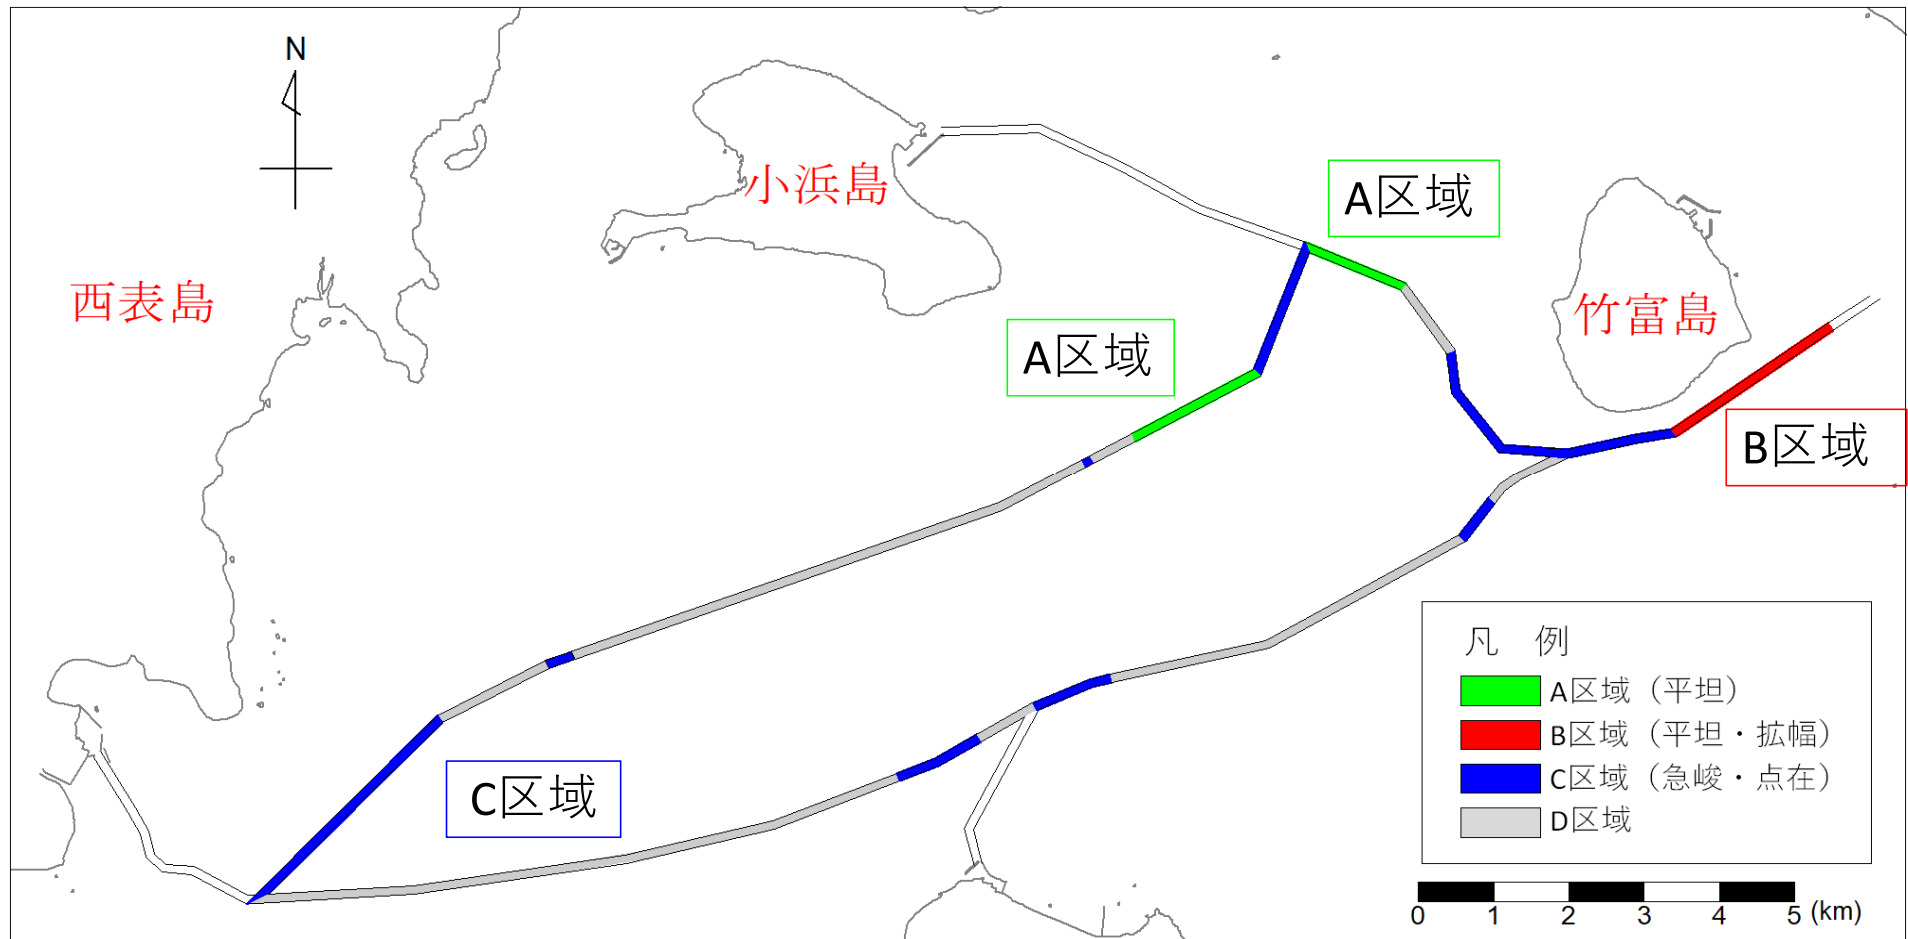 N
小浜島
A区域
西表島
竹富島
A区域
B区域
C区域
凡 例
A区域（平坦）
B区域（平坦・拡幅）
C区域（急峻・点在）
D区域
0 1 2 3 4 5 (km)